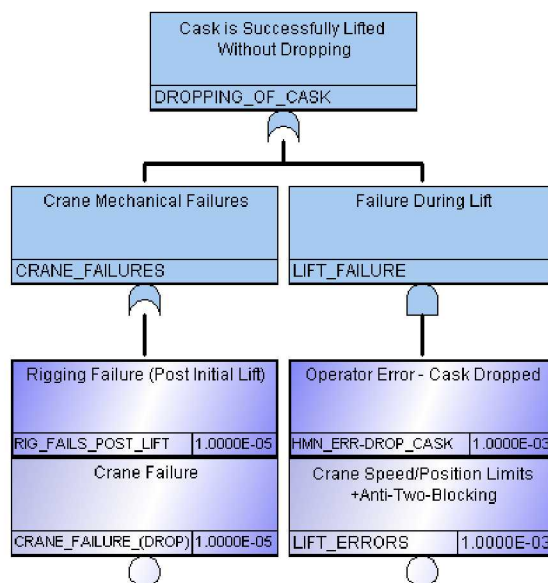 Cask is Successfully Lifted
Without Dropping
DROPPING_OF_CASK
Crane Mechanical Failures
CRANE_FAILURES
Failure During Lift
LIFT_FAILURE
Rigging Failure (Post Initial Lift)
RIG_FAILS_POST_LIFT 1.0000E-05
Crane Failure
CRANE_FAILURE_(DROP) 1.0000E-05
Operator Error - Cask Dropped
HMN_ERR-DROP_CASK 1.0000E-03
Crane Speed/Position Limits
+Anti-Two-Blocking
LIFT_ERRORS 1.0000E-03